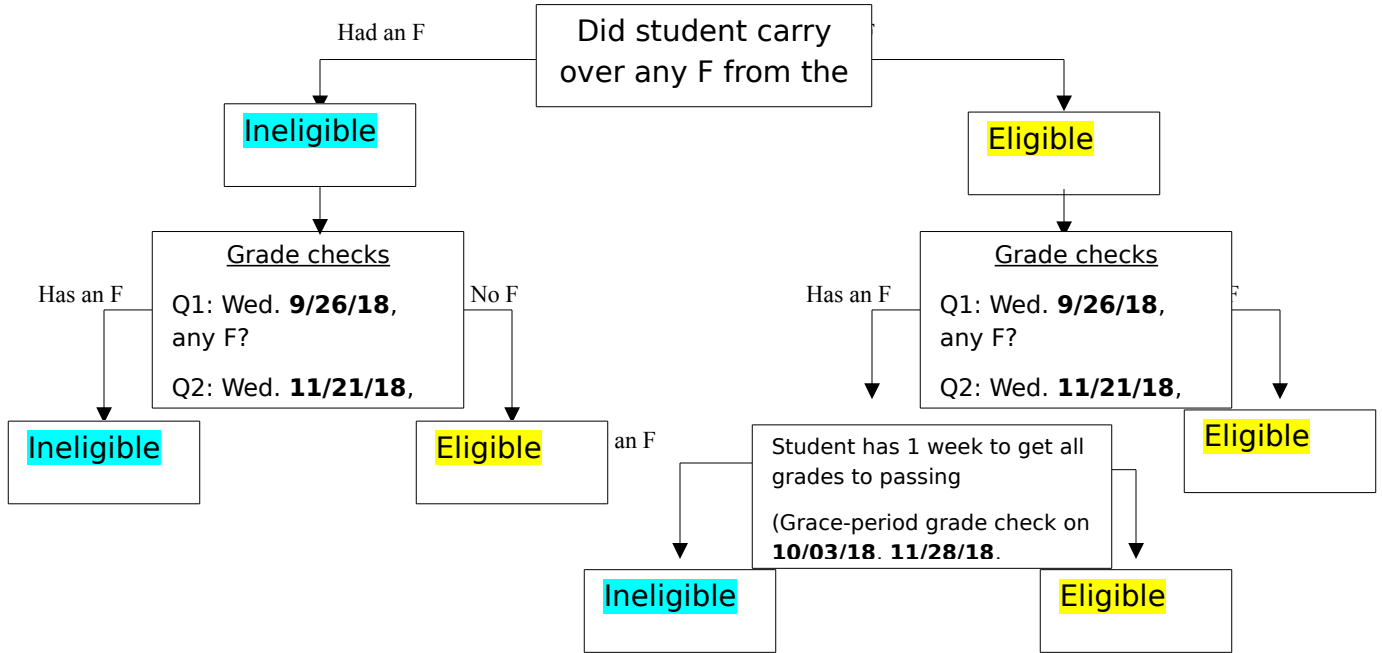 Had an F
Did student carry
over any F from the
Ineligible
Eligible
Grade checks
Has an F
No F
Q1: Wed. 9/26/18,
any F?
Q2: Wed. 11/21/18,
Grade checks
Has an F
F
Q1: Wed. 9/26/18,
any F?
Q2: Wed. 11/21/18,
Ineligible
Eligible
an F
Student has 1 week to get all
grades to passing
(Grace-period grade check on
10/03/18, 11/28/18,
Eligible
Ineligible
Eligible